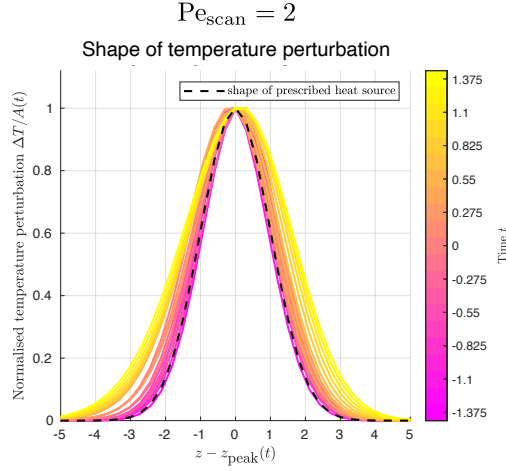 Pe_scan = 2
Shape of temperature perturbation
shape of prescribed heat source
Normalised temperature perturbation ΔT/A(t)
1
0.8
0.6
0.4
0.2
0
-5 -4 -3 -2 -1 0 1 2 3 4 5
z − z_peak(t)
1.375
1.1
0.825
0.55
0.275
0
-0.275
-0.55
-0.825
-1.1
-1.375
Time t